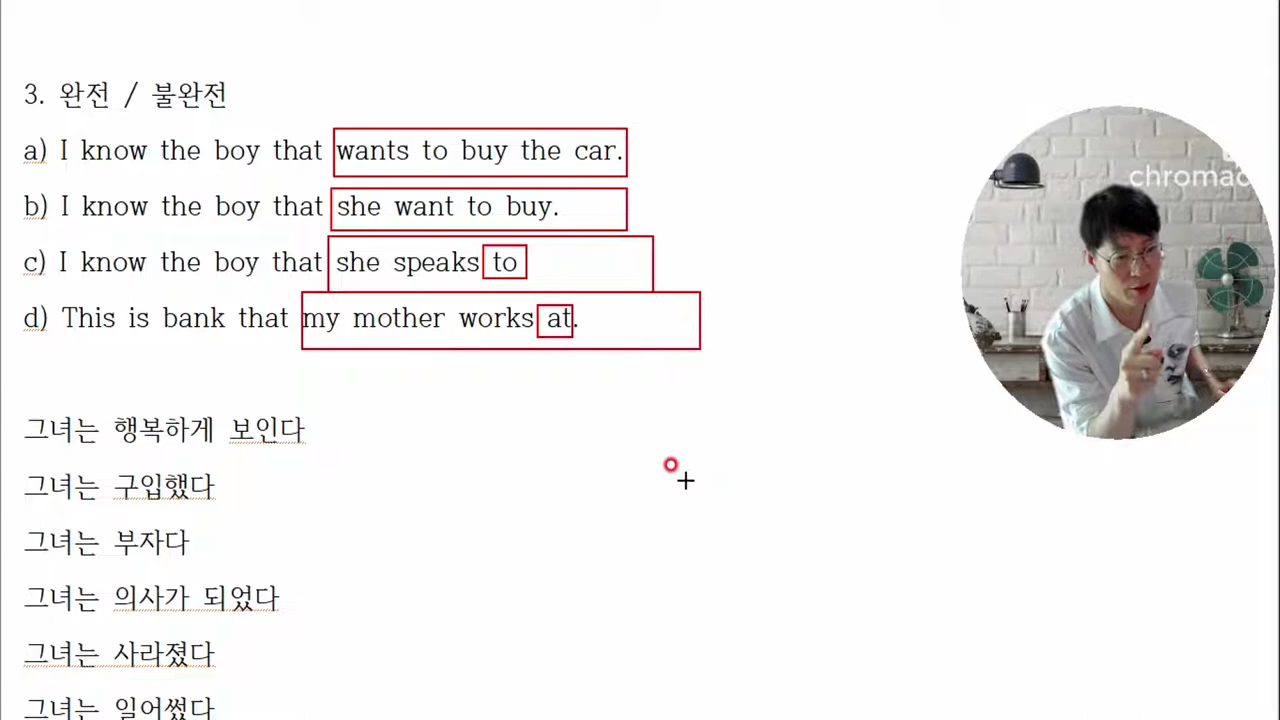 3. 완전 / 불완전
a) I know the boy that wants to buy the car.
b) I know the boy that she want to buy.
c) I know the boy that she speaks to
d) This is bank that my mother works at.
그녀는 행복하게 보인다
그녀는 구입했다
그녀는 부자다
그녀는 의사가 되었다
그녀는 사라졌다
그녀는 일어썼다
chromac